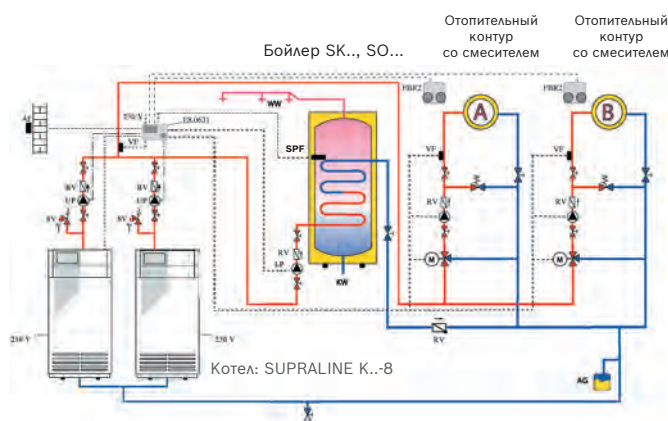 Отопительный
контур
со смесителем
Отопительный
контур
со смесителем
Бойлер SK.., SO...
FBR2
FBR2
WW
A
B
AF
230 V
E8.0631
VF
SPF
VF
VF
RV
RV
UP
UP
SV
SV
RV
RV
RV
LP
M
M
KW
230 V
230 V
RV
Котел: SUPRALINE K..-8
AG